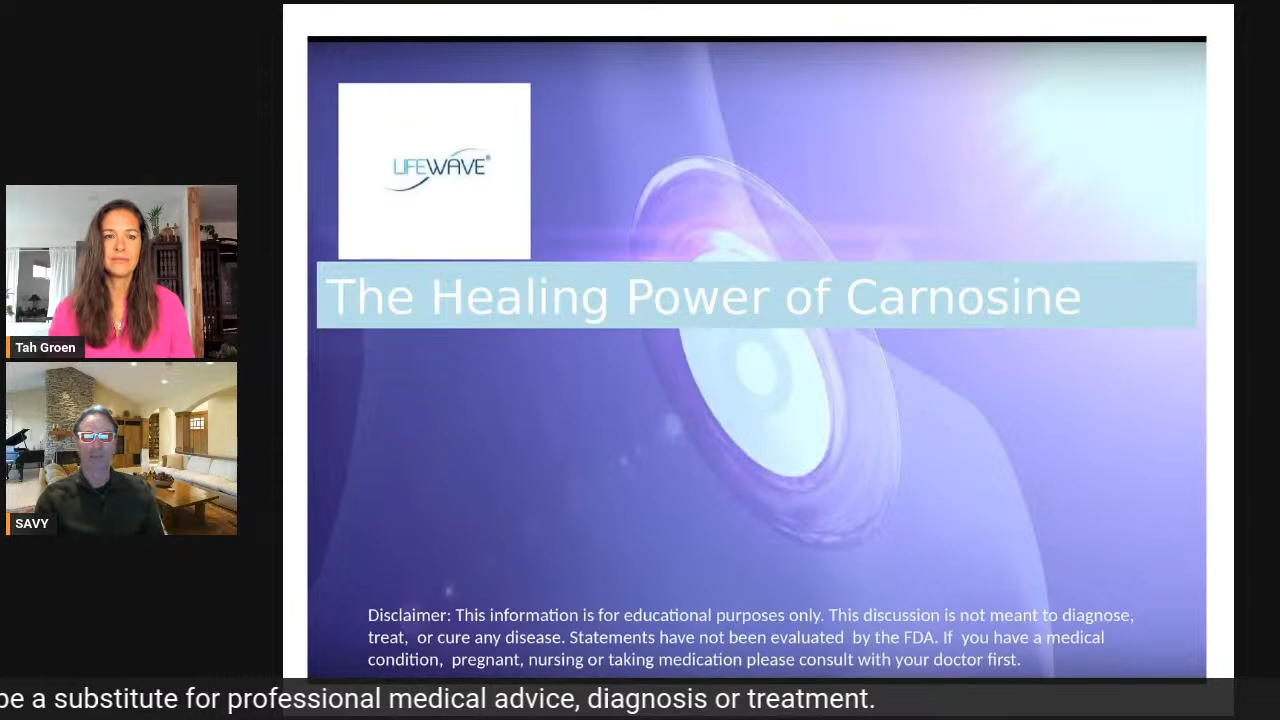 LIFEWAVE®
The Healing Power of Carnosine
Tah Groen
SAVY
Disclaimer: This information is for educational purposes only. This discussion is not meant to diagnose,
treat, or cure any disease. Statements have not been evaluated by the FDA. If you have a medical
condition, pregnant, nursing or taking medication please consult with your doctor first.
be a substitute for professional medical advice, diagnosis or treatment.